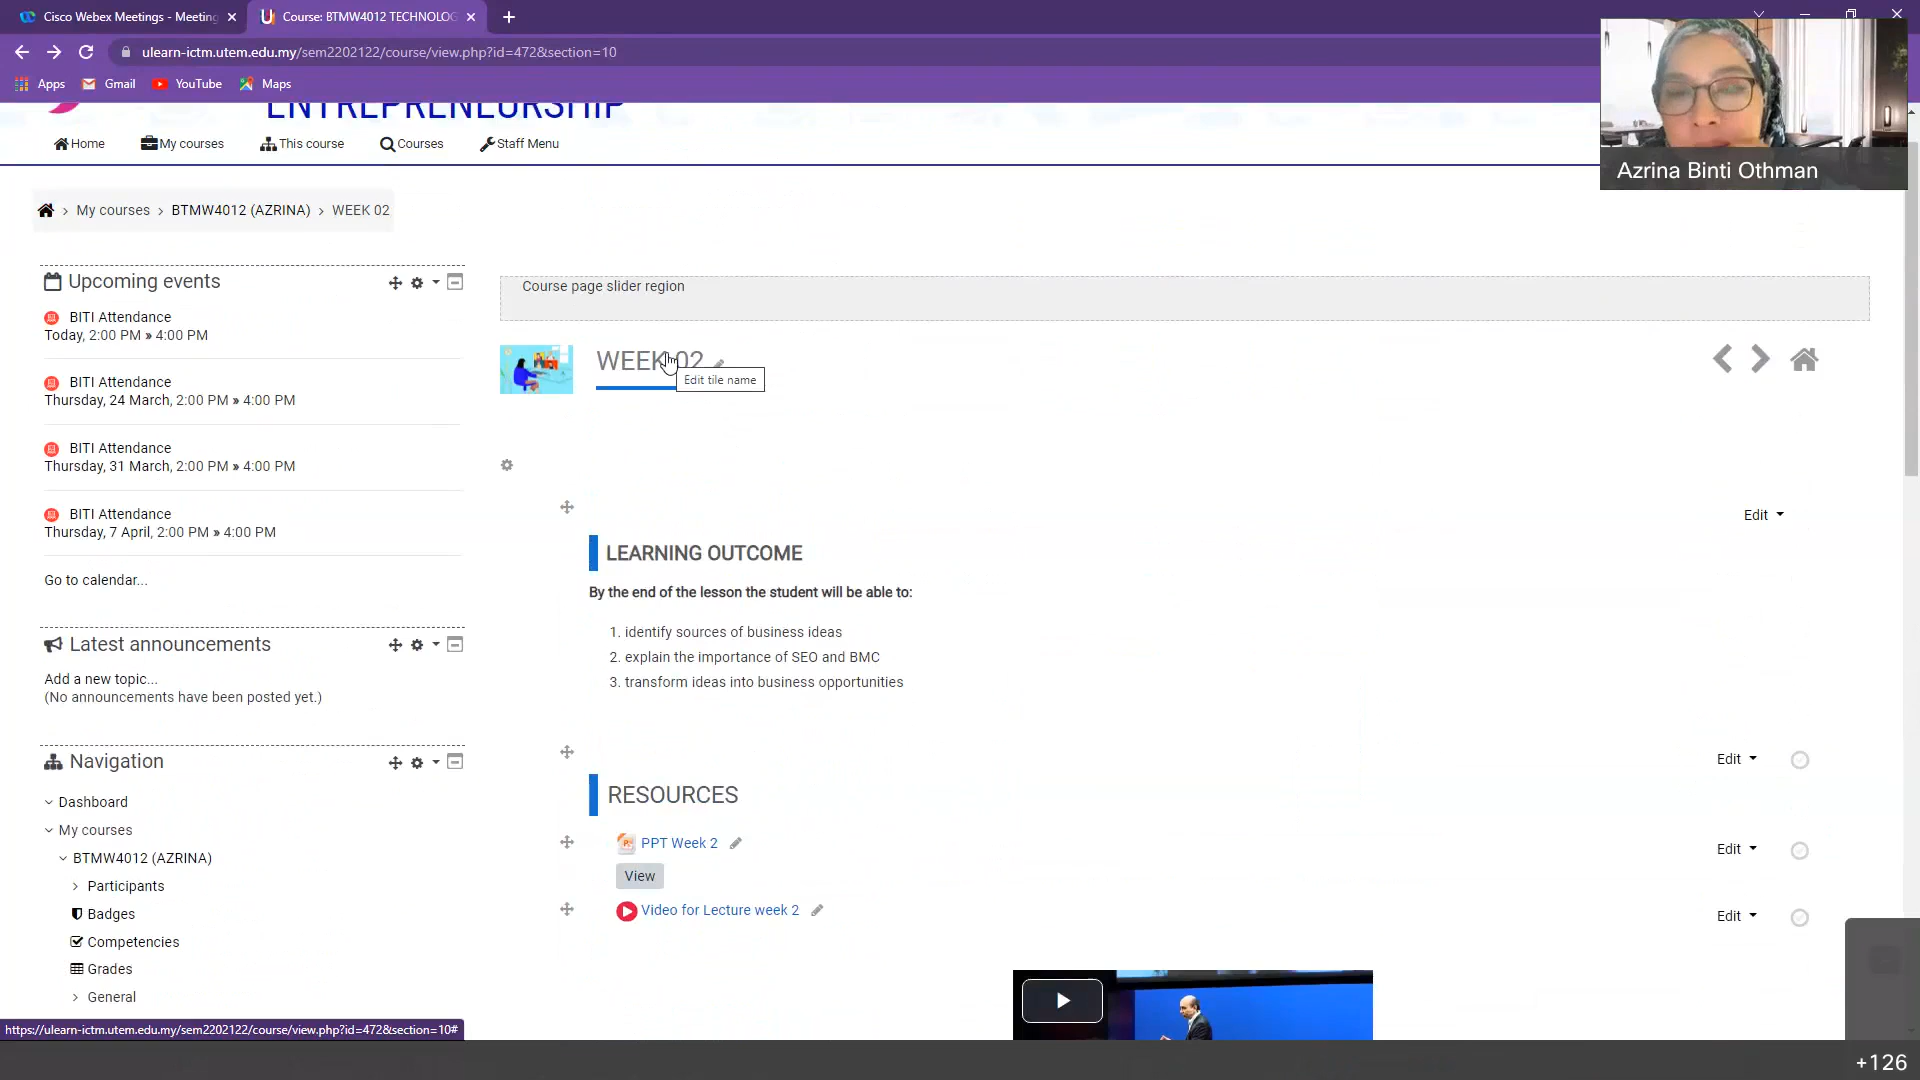 Cisco Webex Meetings - Meeting
Course: BTMW4012 TECHNOLOG
ulearn-ictm.utem.edu.my/sem2202122/course/view.php?id=472&section=10
Apps Gmail YouTube Maps
ENTREPRENEURSHIP
Home My courses This course Courses Staff Menu
Azrina Binti Othman
My courses BTMW4012 (AZRINA) WEEK 02
Upcoming events
BITI Attendance
Today, 2:00 PM » 4:00 PM
BITI Attendance
Thursday, 24 March, 2:00 PM » 4:00 PM
BITI Attendance
Thursday, 31 March, 2:00 PM » 4:00 PM
BITI Attendance
Thursday, 7 April, 2:00 PM » 4:00 PM
Go to calendar...
Latest announcements
Add a new topic...
(No announcements have been posted yet.)
Navigation
Dashboard
My courses
BTMW4012 (AZRINA)
Participants
Badges
Competencies
Grades
General
Course page slider region
WEEK 02
Edit tile name
Edit
LEARNING OUTCOME
By the end of the lesson the student will be able to:
1. identify sources of business ideas
2. explain the importance of SEO and BMC
3. transform ideas into business opportunities
Edit
RESOURCES
PPT Week 2
Edit
View
Video for Lecture week 2
Edit
https://ulearn-ictm.utem.edu.my/sem2202122/course/view.php?id=472&section=10#
+126